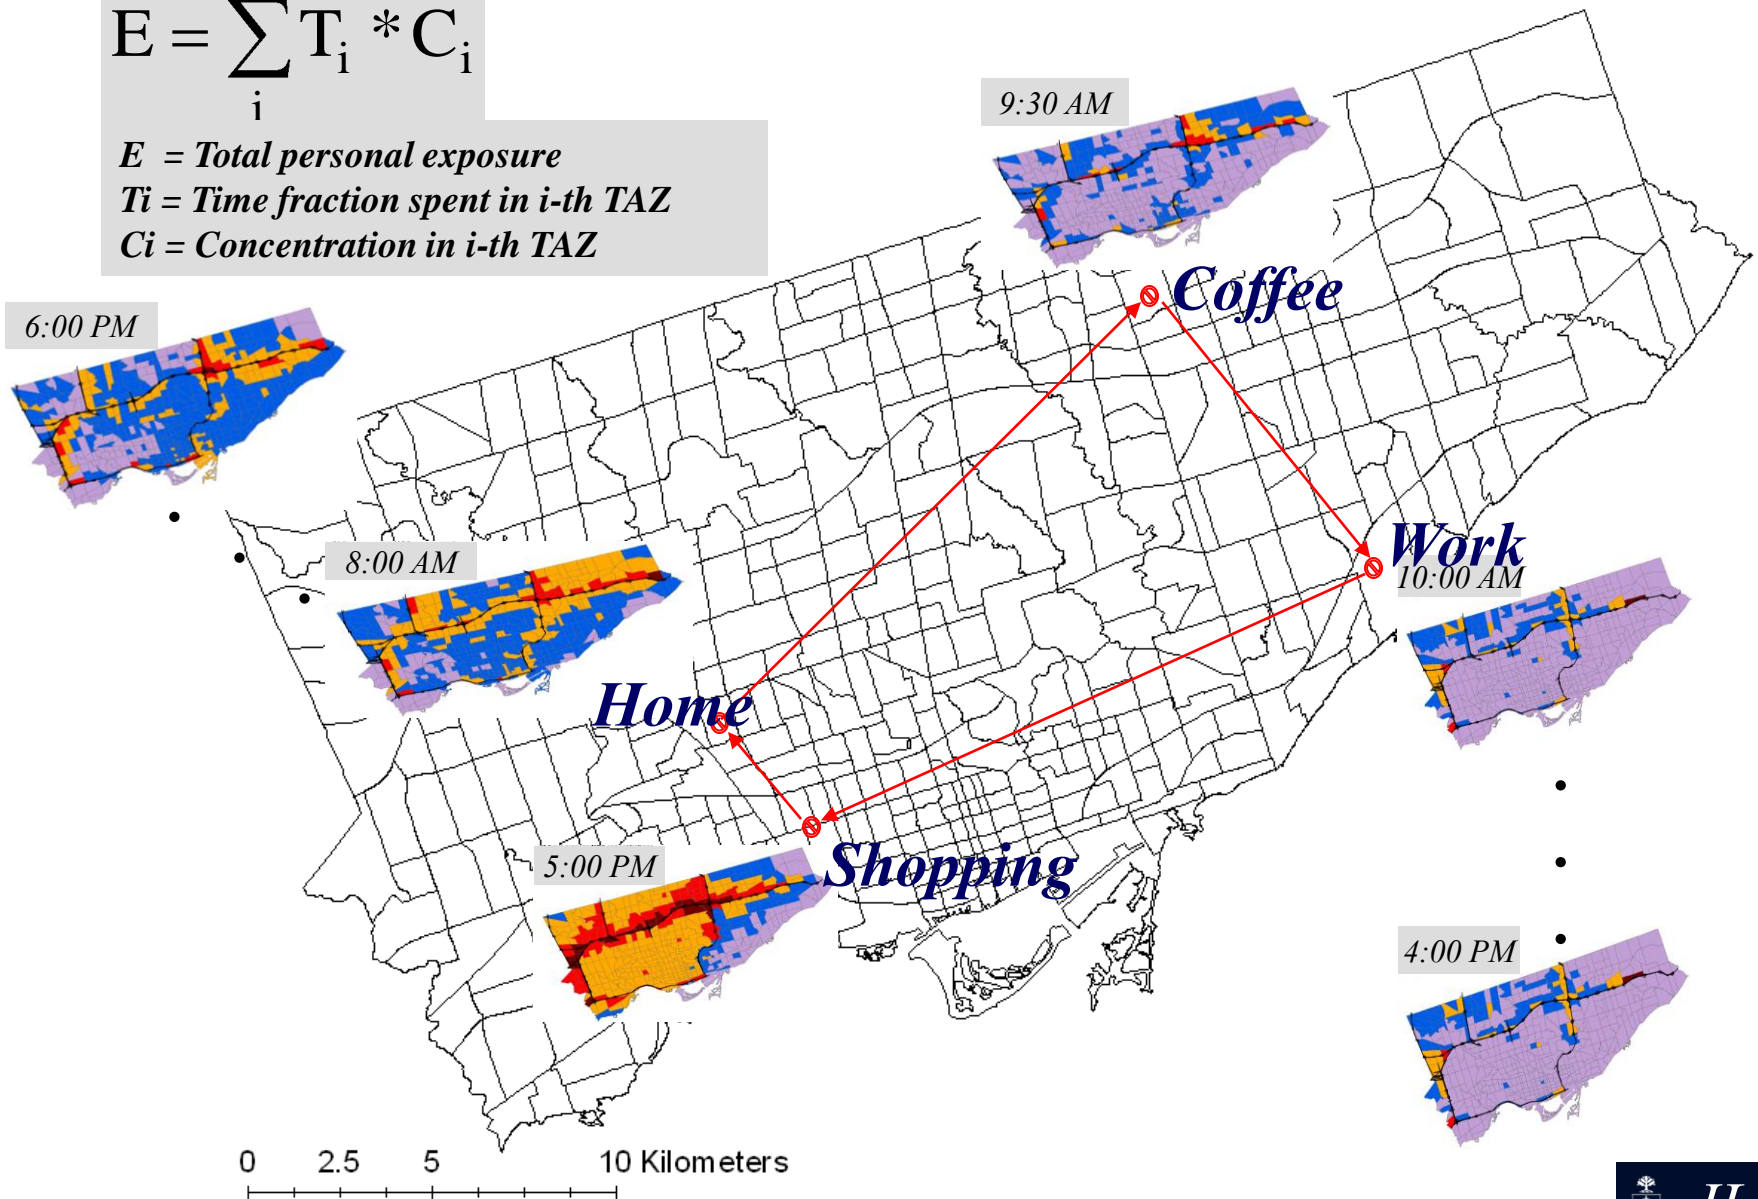 E = ∑ Ti * Ci
i
E = Total personal exposure
Ti = Time fraction spent in i-th TAZ
Ci = Concentration in i-th TAZ
9:30 AM
Coffee
6:00 PM
8:00 AM
Work
10:00 AM
Home
5:00 PM
Shopping
4:00 PM
0 2.5 5 10 Kilometers